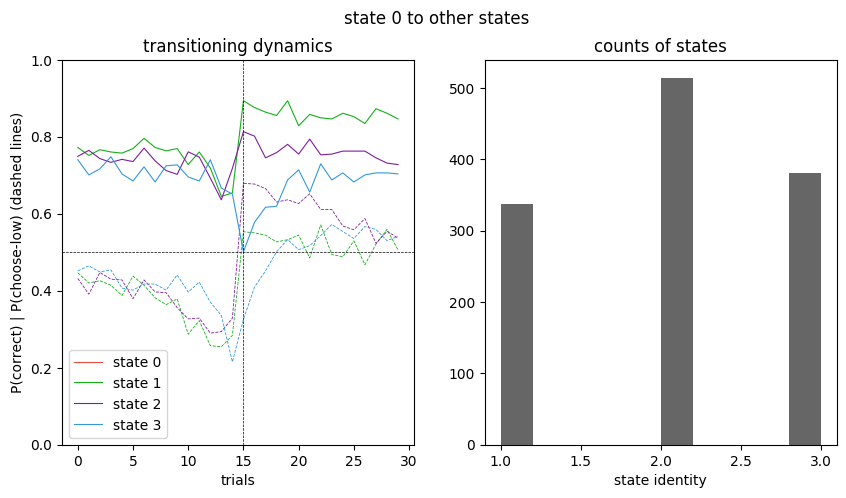 state 0 to other states
transitioning dynamics
P(correct) | P(choose-low) (dashed lines)
1.0
0.8
0.6
0.4
0.2
0.0
state 0
state 1
state 2
state 3
0
5
10
15
20
25
30
trials
counts of states
500
400
300
200
100
0
1.0
1.5
2.0
2.5
3.0
state identity